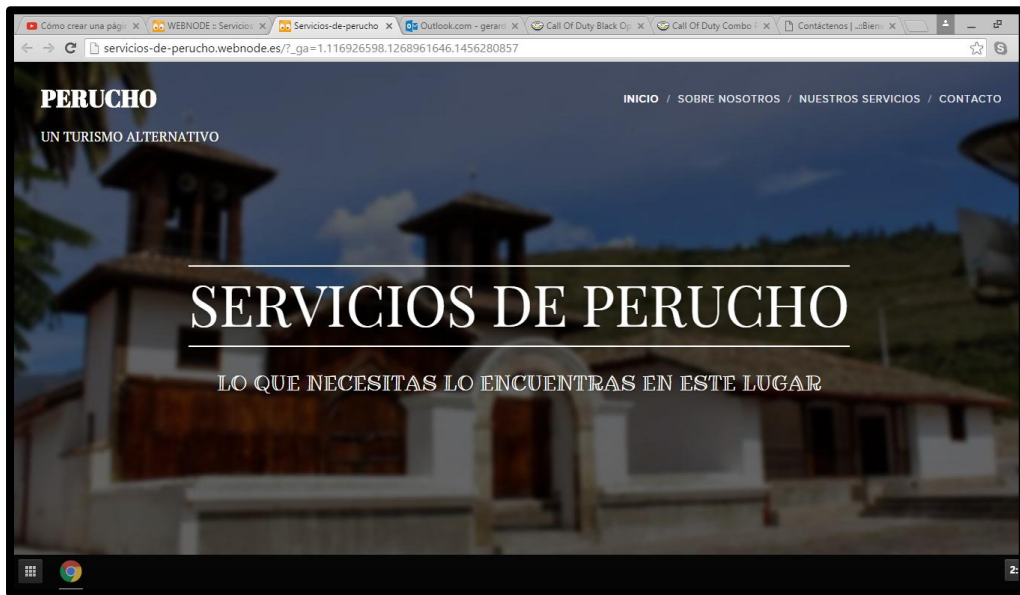 Cómo crear una pági
WEBNODE :: Servicios
Servicios-de-perucho
Outlook.com - gerard
Call Of Duty Black Op
Call Of Duty Combo
Contáctenos | ..::Bien
servicios-de-perucho.webnode.es/?_ga=1.116926598.1268961646.1456280857
PERUCHO
INICIO / SOBRE NOSOTROS / NUESTROS SERVICIOS / CONTACTO
UN TURISMO ALTERNATIVO
SERVICIOS DE PERUCHO
LO QUE NECESITAS LO ENCUENTRAS EN ESTE LUGAR
2: